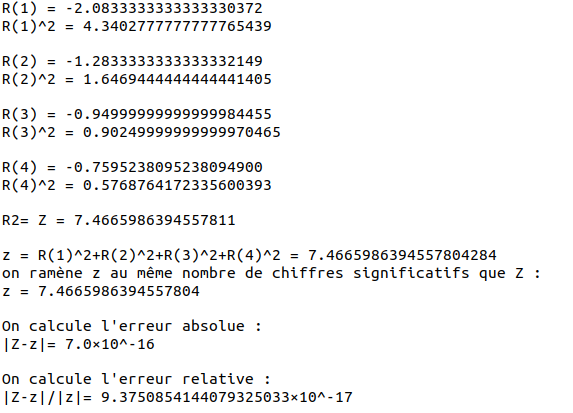 R(1) = -2.0833333333333330372
R(1)^2 = 4.3402777777777765439
R(2) = -1.2833333333333332149
R(2)^2 = 1.6469444444444441405
R(3) = -0.94999999999999984455
R(3)^2 = 0.90249999999999970465
R(4) = -0.7595238095238094900
R(4)^2 = 0.5768764172335600393
R2= Z = 7.4665986394557811
z = R(1)^2+R(2)^2+R(3)^2+R(4)^2 = 7.4665986394557804284
on ramène z au même nombre de chiffres significatifs que Z :
z = 7.4665986394557804
On calcule l'erreur absolue :
|Z-z|= 7.0×10^-16
On calcule l'erreur relative :
|Z-z|/|z|= 9.3750854144079325033×10^-17